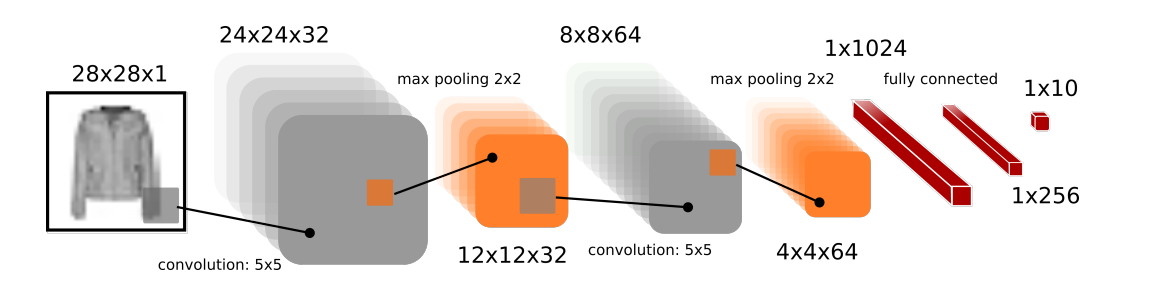 28x28x1
convolution: 5x5
24x24x32
max pooling 2x2
12x12x32
8x8x64
convolution: 5x5
max pooling 2x2
4x4x64
1x1024
fully connected
1x256
1x10